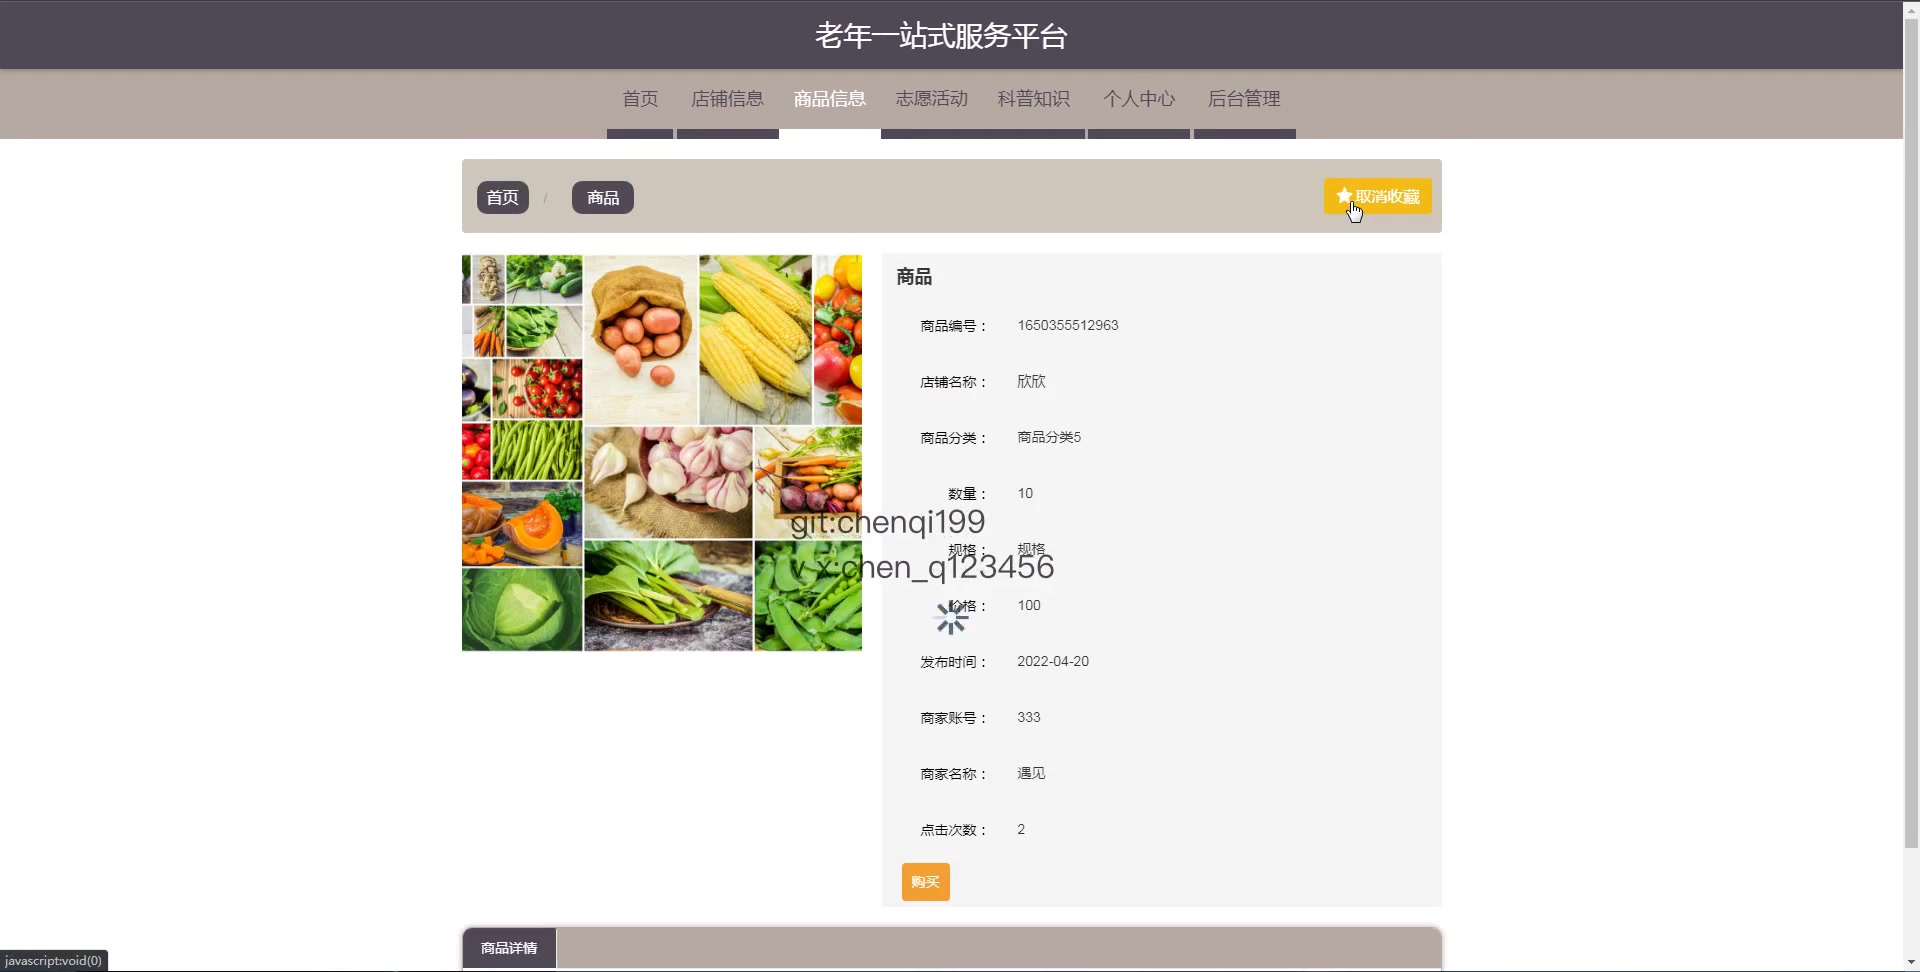 老年一站式服务平台
首页
店铺信息
商品信息
志愿活动
科普知识
个人中心
后台管理
首页 / 商品
取消收藏
商品
商品编号： 1650355512963
店铺名称： 欣欣
商品分类： 商品分类5
数量： 10
git:chenqi199
规格： 规格
v x:chen_q123456
价格： 100
发布时间： 2022-04-20
商家账号： 333
商家名称： 遇见
点击次数： 2
购买
商品详情
javascript:void(0)